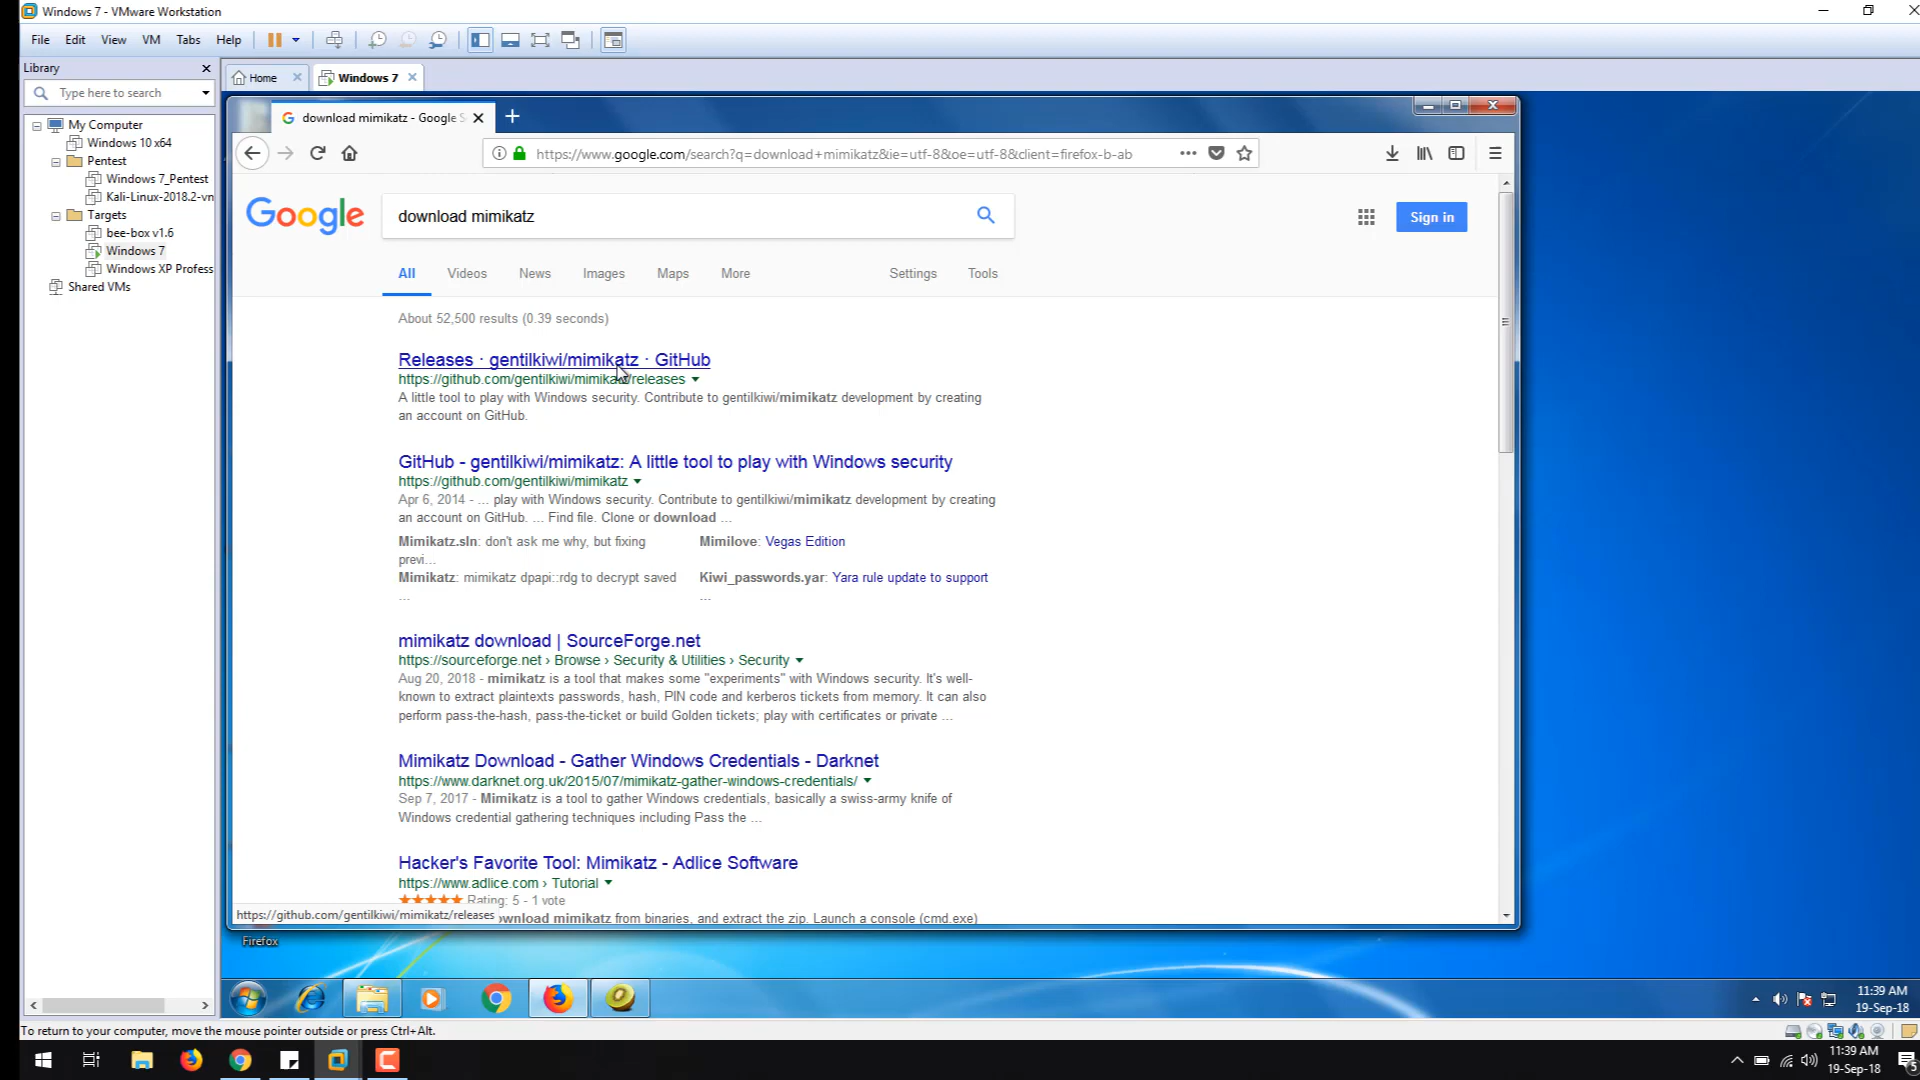 Windows 7 - VMware Workstation
File Edit View VM Tabs Help
Library
Type here to search
My Computer
Windows 10 x64
Pentest
Windows 7_Pentest
Kali-Linux-2018.2-vn
Targets
bee-box v1.6
Windows 7
Windows XP Profess
Shared VMs
Home
Windows 7
download mimikatz - Google S
https://www.google.com/search?q=download+mimikatz&ie=utf-8&oe=utf-8&client=firefox-b-ab
Google
download mimikatz
Sign in
All Videos News Images Maps More Settings Tools
About 52,500 results (0.39 seconds)
Releases · gentilkiwi/mimikatz · GitHub
https://github.com/gentilkiwi/mimikatz/releases
A little tool to play with Windows security. Contribute to gentilkiwi/mimikatz development by creating
an account on GitHub.
GitHub - gentilkiwi/mimikatz: A little tool to play with Windows security
https://github.com/gentilkiwi/mimikatz
Apr 6, 2014 - ... play with Windows security. Contribute to gentilkiwi/mimikatz development by creating
an account on GitHub. ... Find file. Clone or download ...
Mimikatz.sln: don't ask me why, but fixing
previ...
Mimilove: Vegas Edition
Mimikatz: mimikatz dpapi::rdg to decrypt saved
...
Kiwi_passwords.yar: Yara rule update to support
...
mimikatz download | SourceForge.net
https://sourceforge.net › Browse › Security & Utilities › Security
Aug 20, 2018 - mimikatz is a tool that makes some "experiments" with Windows security. It's well-
known to extract plaintexts passwords, hash, PIN code and kerberos tickets from memory. It can also
perform pass-the-hash, pass-the-ticket or build Golden tickets; play with certificates or private ...
Mimikatz Download - Gather Windows Credentials - Darknet
https://www.darknet.org.uk/2015/07/mimikatz-gather-windows-credentials/
Sep 7, 2017 - Mimikatz is a tool to gather Windows credentials, basically a swiss-army knife of
Windows credential gathering techniques including Pass the ...
Hacker's Favorite Tool: Mimikatz - Adlice Software
https://www.adlice.com › Tutorial
Rating: 5 - 1 vote
https://github.com/gentilkiwi/mimikatz/releases
ownload mimikatz from binaries, and extract the zip. Launch a console (cmd.exe)
Firefox
11:39 AM
19-Sep-18
To return to your computer, move the mouse pointer outside or press Ctrl+Alt.
11:39 AM
19-Sep-18
5